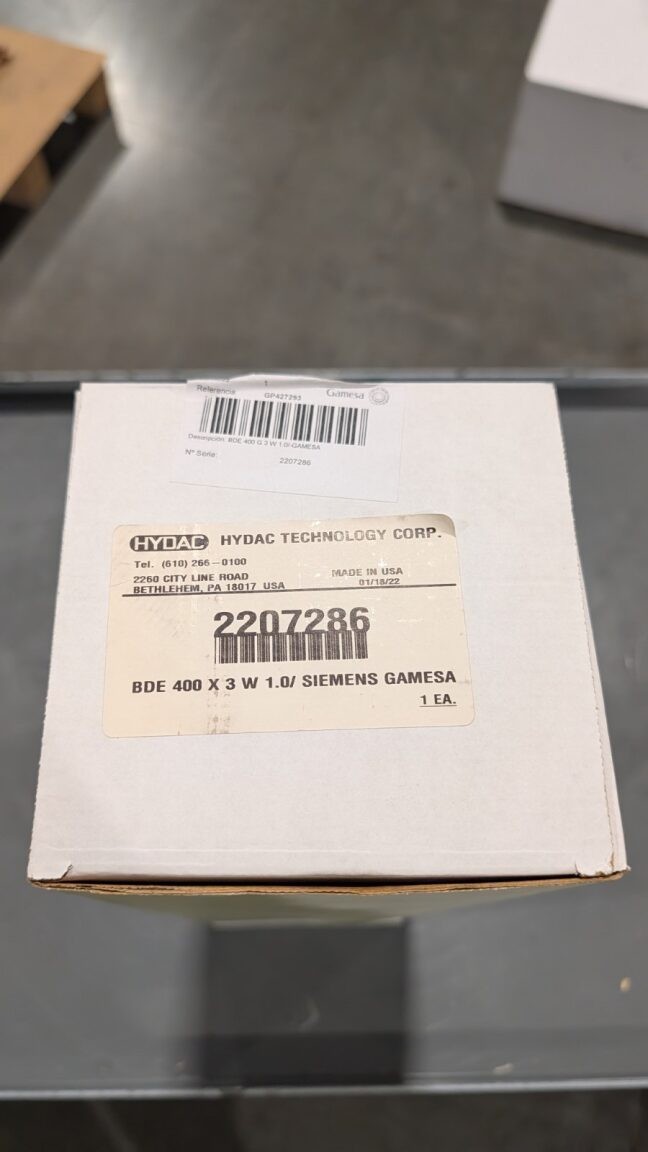 Referencia GP427293 Gamesa
Descripción: BDE 400 G 3 W 1.0/-GAMESA
Nº Serie: 2207286
HYDAC HYDAC TECHNOLOGY CORP.
Tel. (610) 266-0100
2260 CITY LINE ROAD MADE IN USA
BETHLEHEM, PA 18017 USA 01/18/22
2207286
BDE 400 X 3 W 1.0/ SIEMENS GAMESA
1 EA.